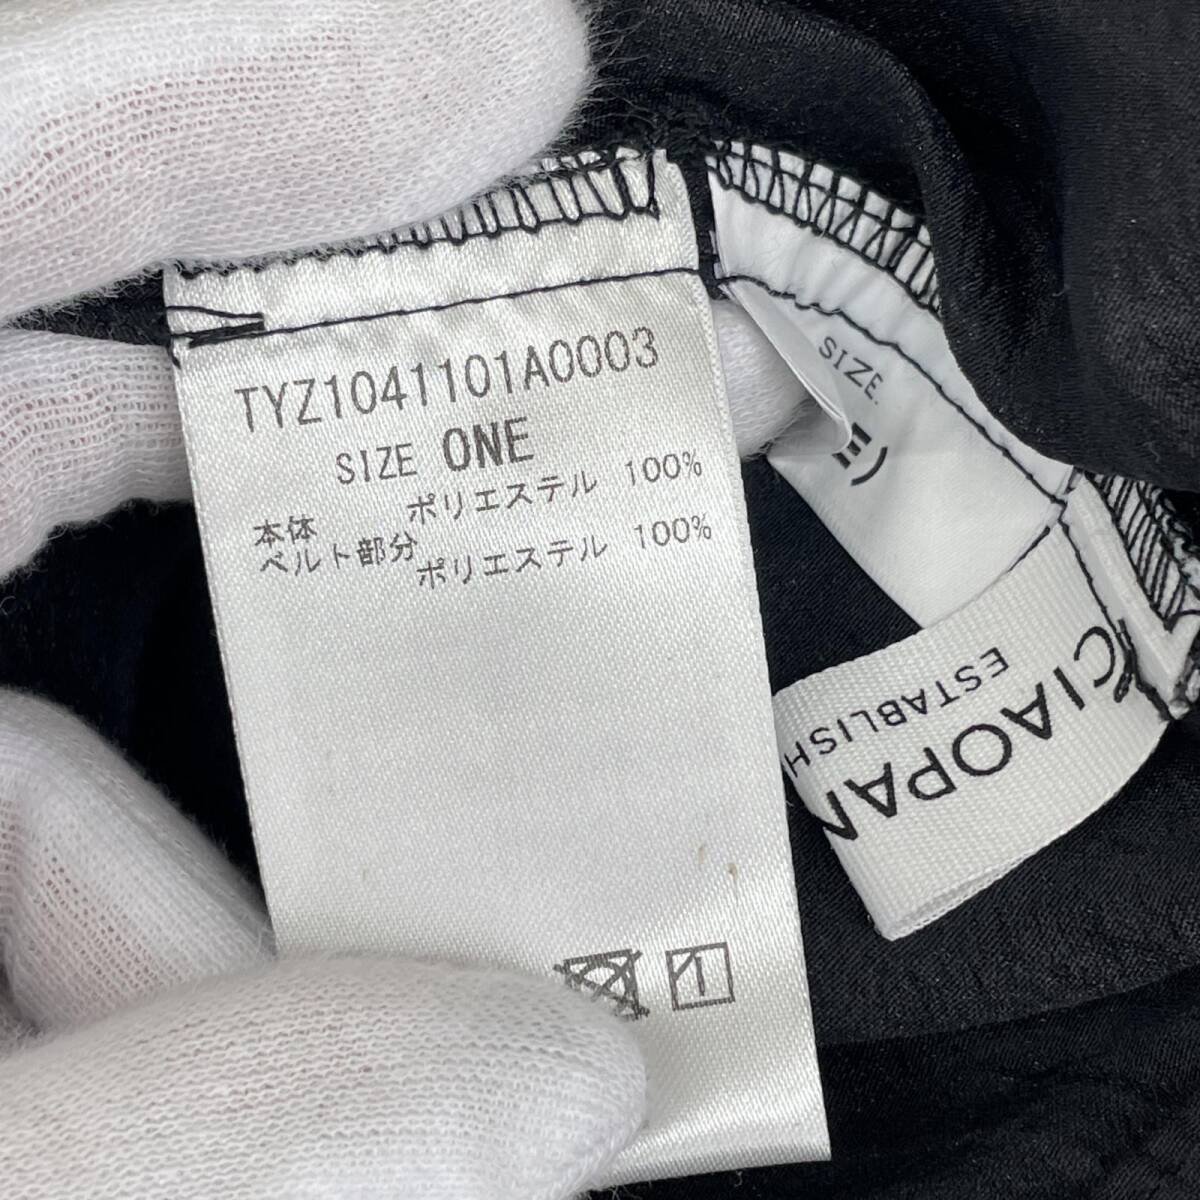 TYZ1041101A0003
SIZE ONE
本体 ポリエステル 100%
ベルト部分 ポリエステル 100%
SIZE.
CIAOPAN
ESTABLISH